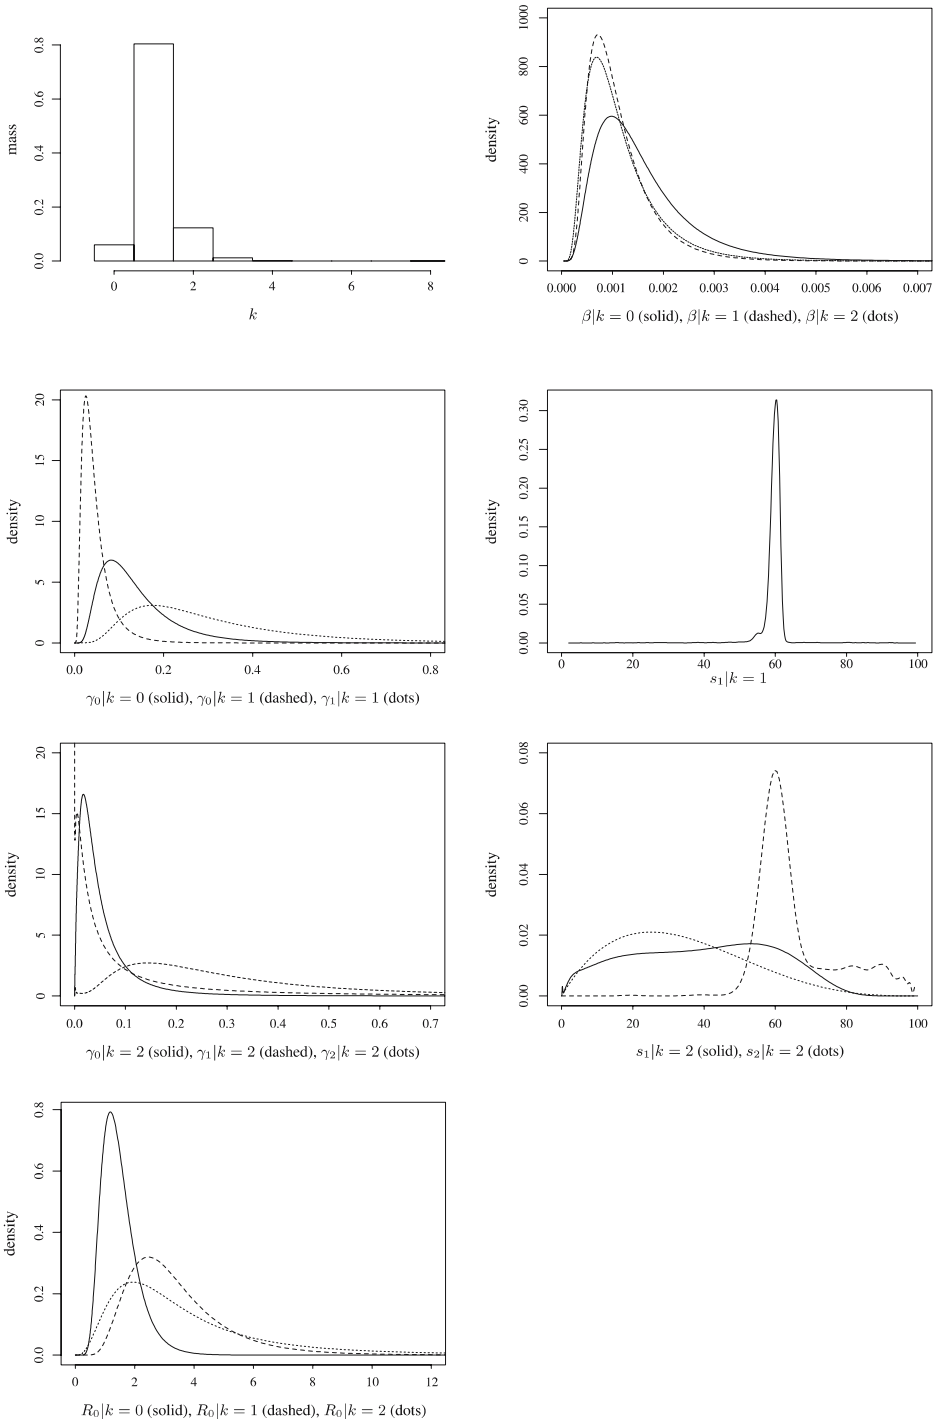 0.8
0.6
0.4
0.2
0.0
mass
0 2 4 6 8
k
1000
800
600
400
200
0
density
0.000 0.001 0.002 0.003 0.004 0.005 0.006 0.007
β|k = 0 (solid), β|k = 1 (dashed), β|k = 2 (dots)
20
15
10
5
0
density
0.0 0.2 0.4 0.6 0.8
γ₀|k = 0 (solid), γ₀|k = 1 (dashed), γ₁|k = 1 (dots)
0.30
0.25
0.20
0.15
0.10
0.05
0.00
density
0 20 40 60 80 100
s₁|k = 1
20
15
10
5
0
density
0.0 0.1 0.2 0.3 0.4 0.5 0.6 0.7
γ₀|k = 2 (solid), γ₁|k = 2 (dashed), γ₂|k = 2 (dots)
0.08
0.06
0.04
0.02
0.00
density
0 20 40 60 80 100
s₁|k = 2 (solid), s₂|k = 2 (dots)
0.8
0.6
0.4
0.2
0.0
density
0 2 4 6 8 10 12
R₀|k = 0 (solid), R₀|k = 1 (dashed), R₀|k = 2 (dots)